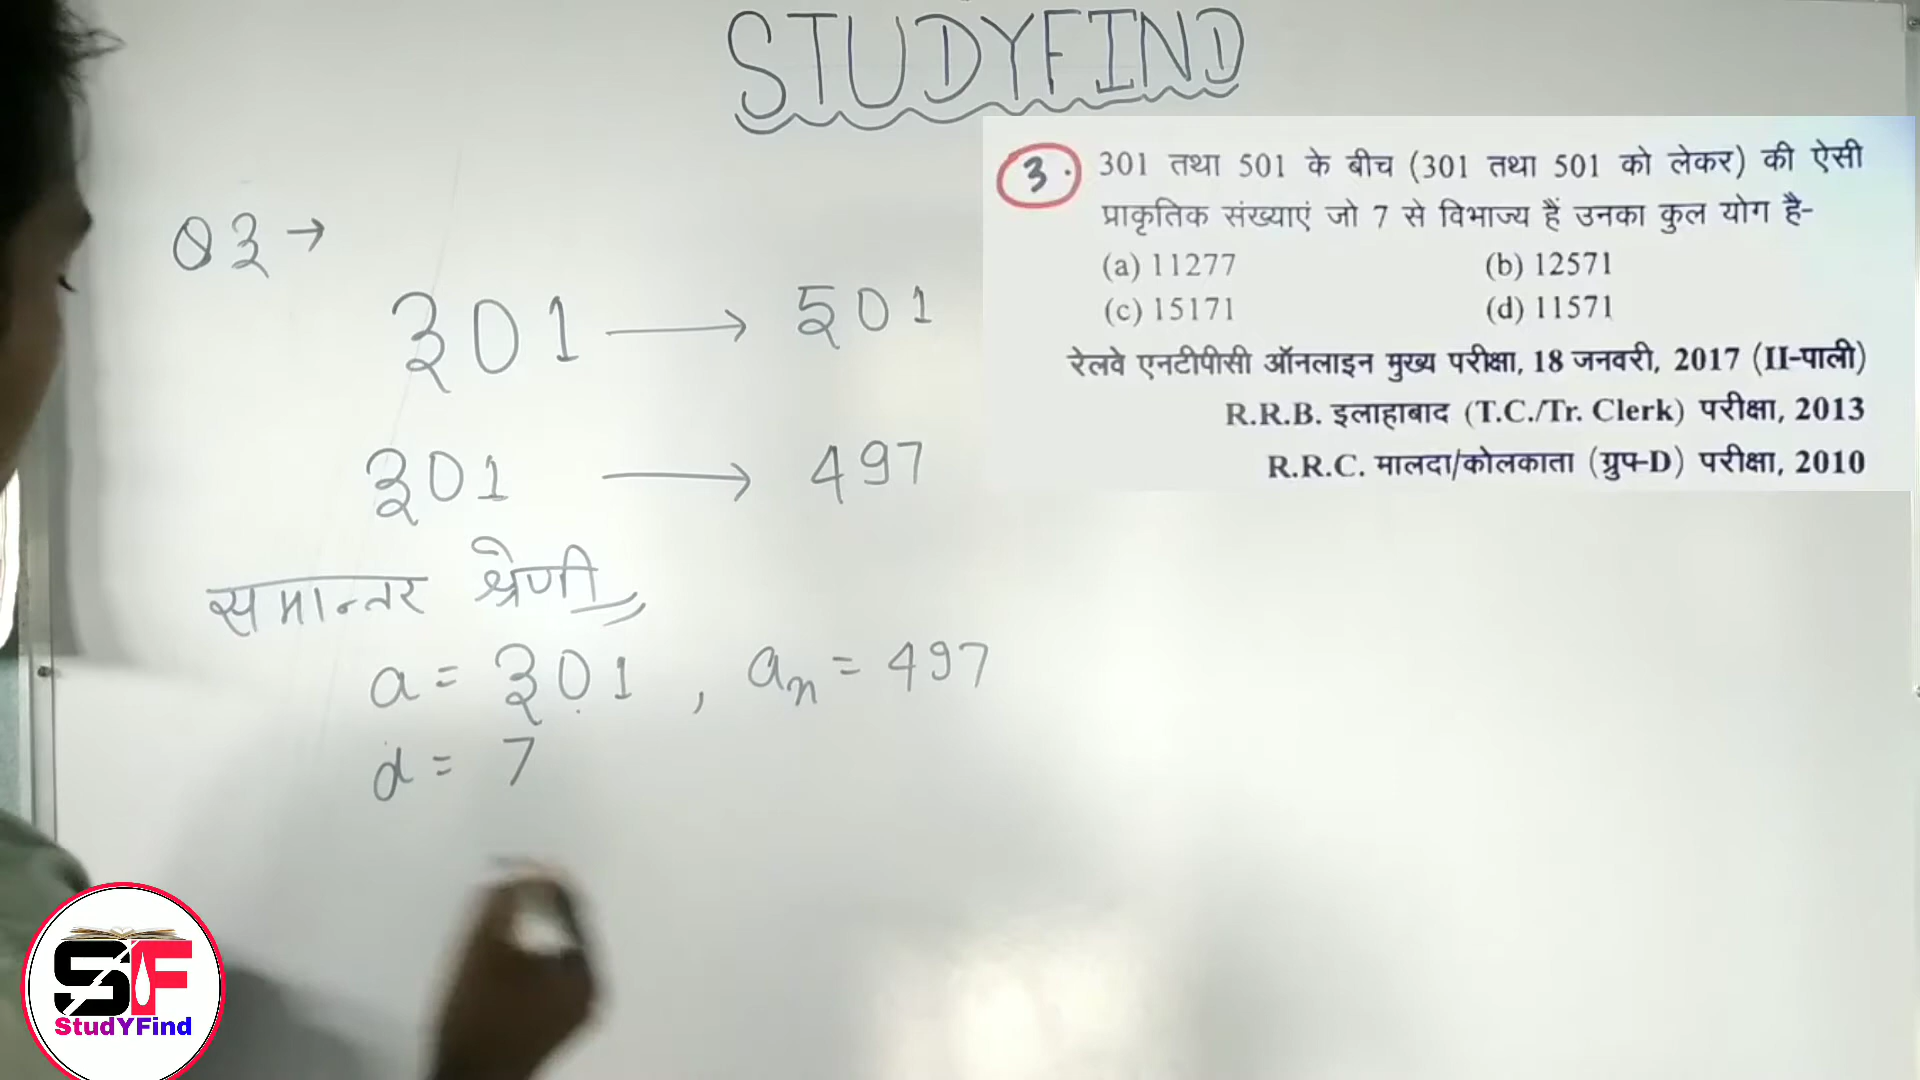 STUDYFIND
3. 301 तथा 501 के बीच (301 तथा 501 को लेकर) की ऐसी
प्राकृतिक संख्याएं जो 7 से विभाज्य हैं उनका कुल योग है-
(a) 11277 (b) 12571
(c) 15171 (d) 11571
रेलवे एनटीपीसी ऑनलाइन मुख्य परीक्षा, 18 जनवरी, 2017 (II-पाली)
R.R.B. इलाहाबाद (T.C./Tr. Clerk) परीक्षा, 2013
R.R.C. मालदा/कोलकाता (ग्रुप-D) परीक्षा, 2010
Q3 →
301 → 501
301 → 497
समान्तर श्रेणी
a = 301 , an = 497
d = 7
SF
StudYFind